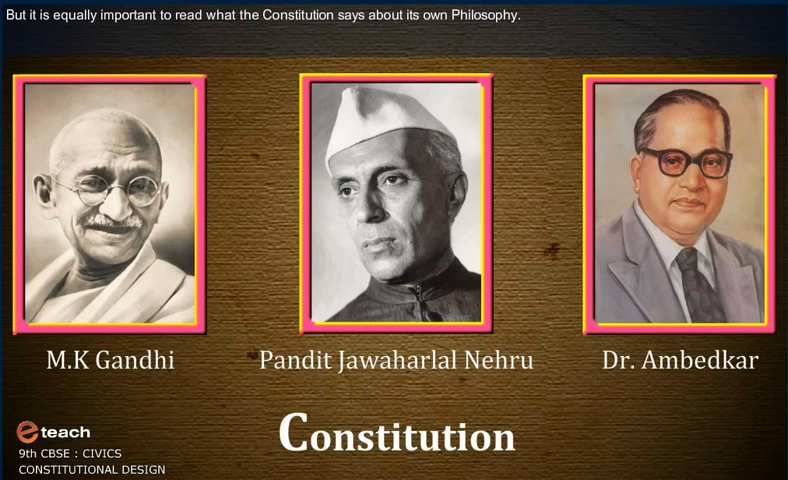 But it is equally important to read what the Constitution says about its own Philosophy.
M.K Gandhi
Pandit Jawaharlal Nehru
Dr. Ambedkar
Constitution
e teach
9th CBSE : CIVICS
CONSTITUTIONAL DESIGN